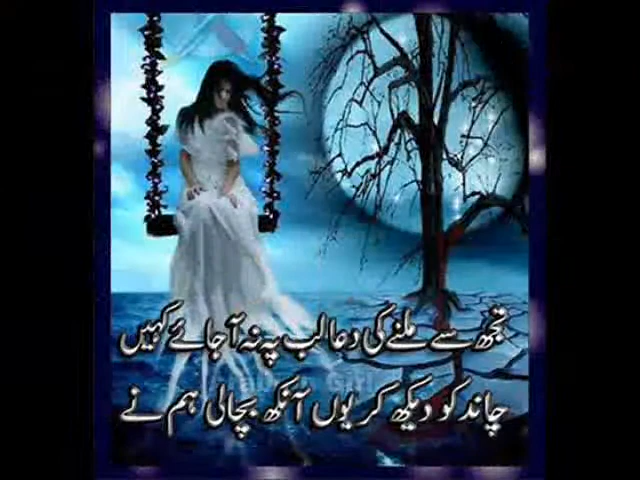 تجھ سے ملنے کی دعا لب پہ نہ آ جائے کہیں
چاند کو دیکھ کر یوں آنکھ بچا لی ہم نے